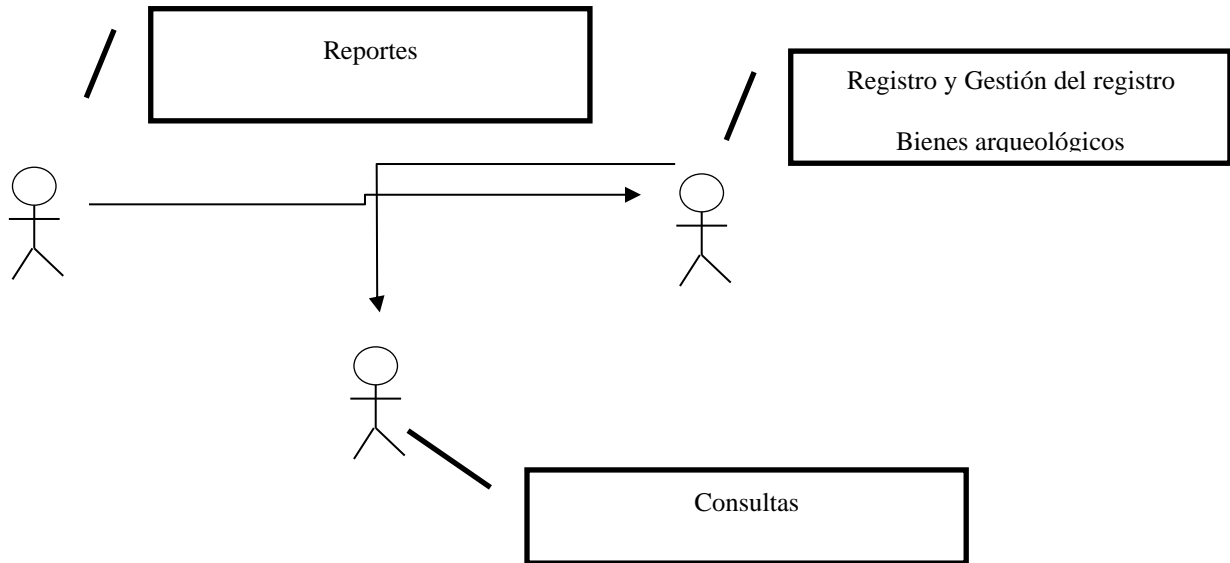 Reportes
Registro y Gestión del registro
Bienes arqueológicos
Consultas